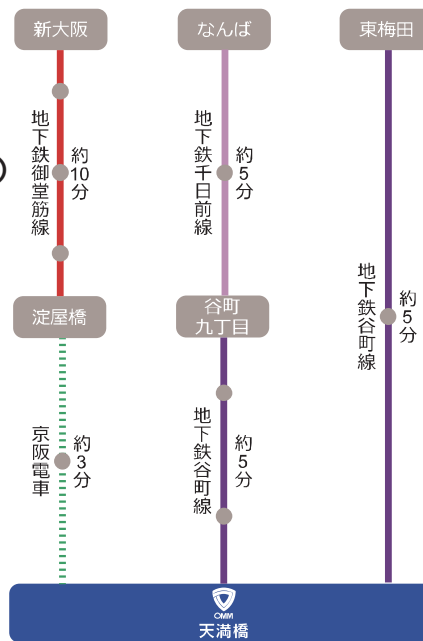 新大阪
地下鉄御堂筋線
約10分
淀屋橋
京阪電車
約3分
なんば
地下鉄千日前線
約5分
谷町
九丁目
地下鉄谷町線
約5分
東梅田
地下鉄谷町線
約5分
OMM
天満橋